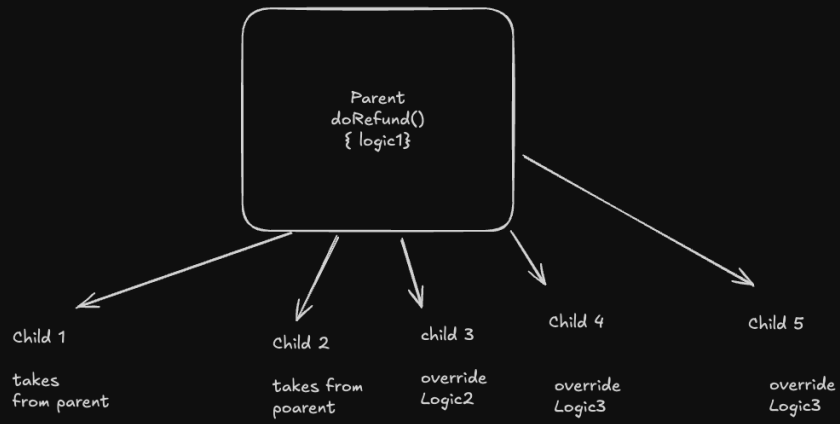 Parent
doRefund()
{ logic1}
Child 1
takes
from parent
Child 2
takes from
poarent
child 3
override
Logic2
Child 4
override
Logic3
Child 5
override
Logic3